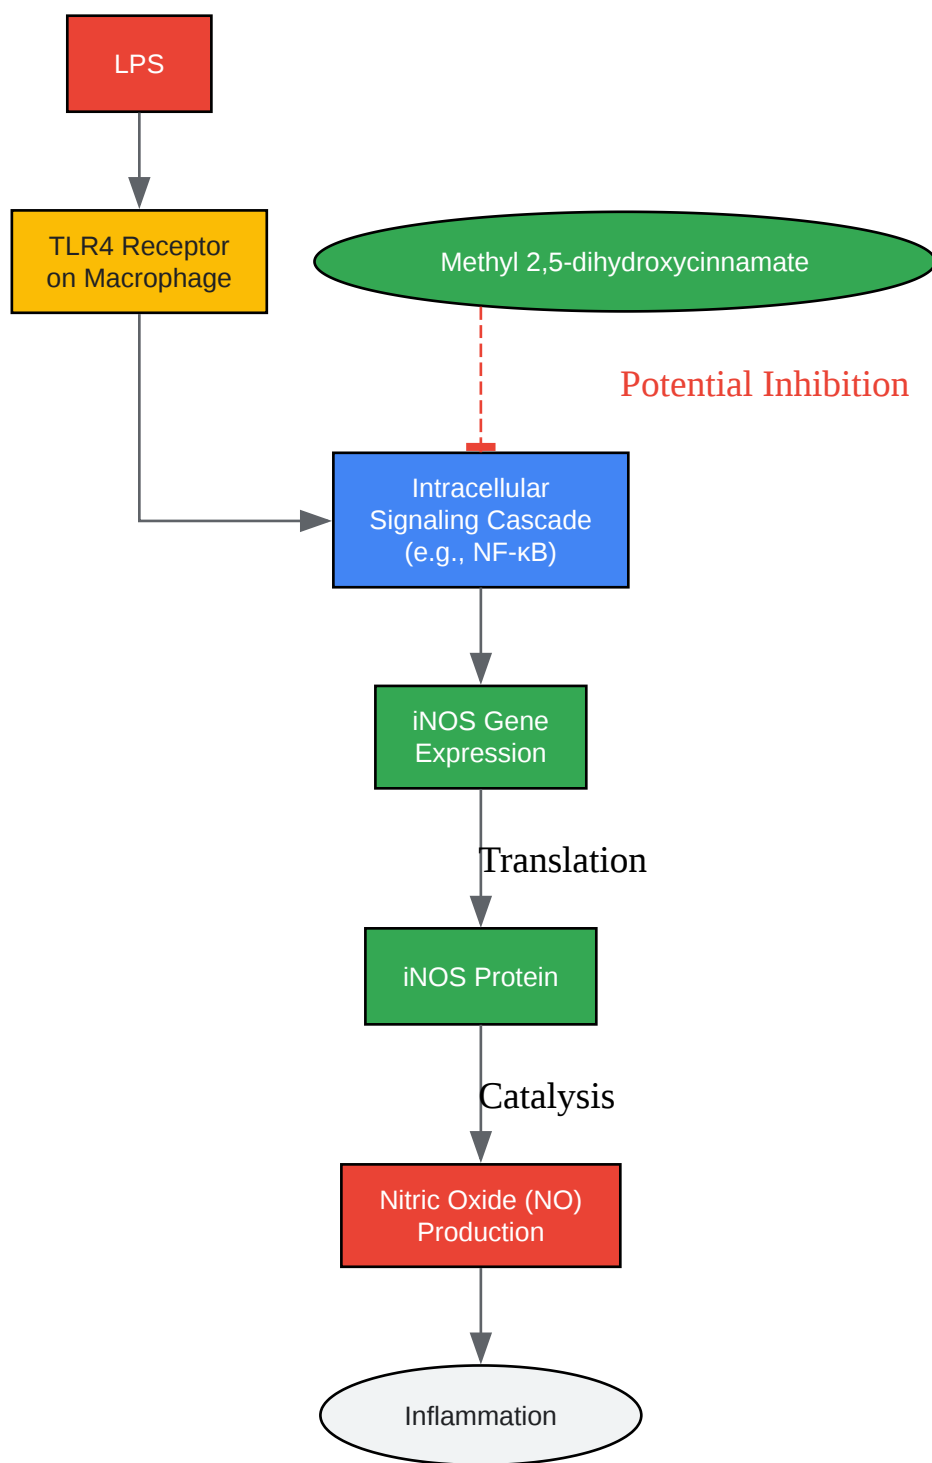 LPS
TLR4 Receptor
on Macrophage
Methyl 2,5-dihydroxycinnamate
Potential Inhibition
Intracellular
Signaling Cascade
(e.g., NF-κB)
iNOS Gene
Expression
Translation
iNOS Protein
Catalysis
Nitric Oxide (NO)
Production
Inflammation